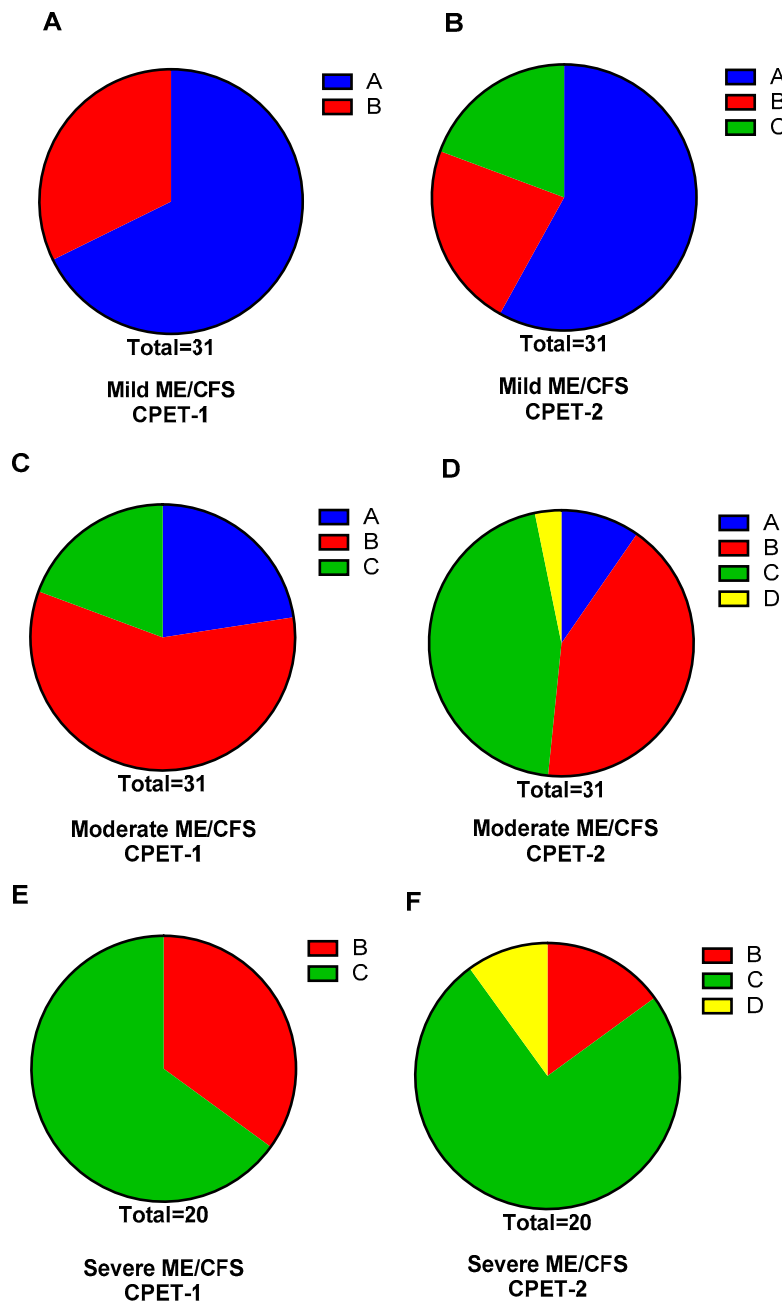 A
A
B
Total=31
Mild ME/CFS
CPET-1
B
A
B
C
Total=31
Mild ME/CFS
CPET-2
C
A
B
C
Total=31
Moderate ME/CFS
CPET-1
D
A
B
C
D
Total=31
Moderate ME/CFS
CPET-2
E
B
C
Total=20
Severe ME/CFS
CPET-1
F
B
C
D
Total=20
Severe ME/CFS
CPET-2